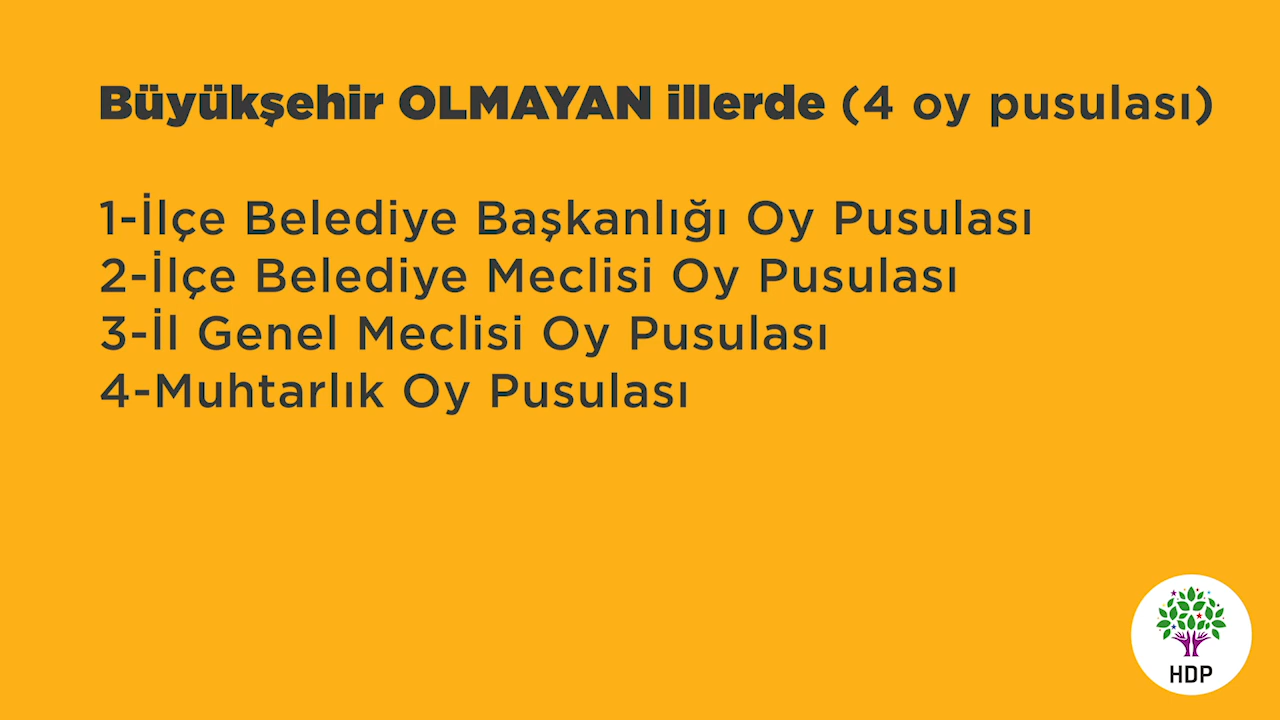 Büyükşehir OLMAYAN illerde (4 oy pusulası)
1-İlçe Belediye Başkanlığı Oy Pusulası
2-İlçe Belediye Meclisi Oy Pusulası
3-İl Genel Meclisi Oy Pusulası
4-Muhtarlık Oy Pusulası
HDP